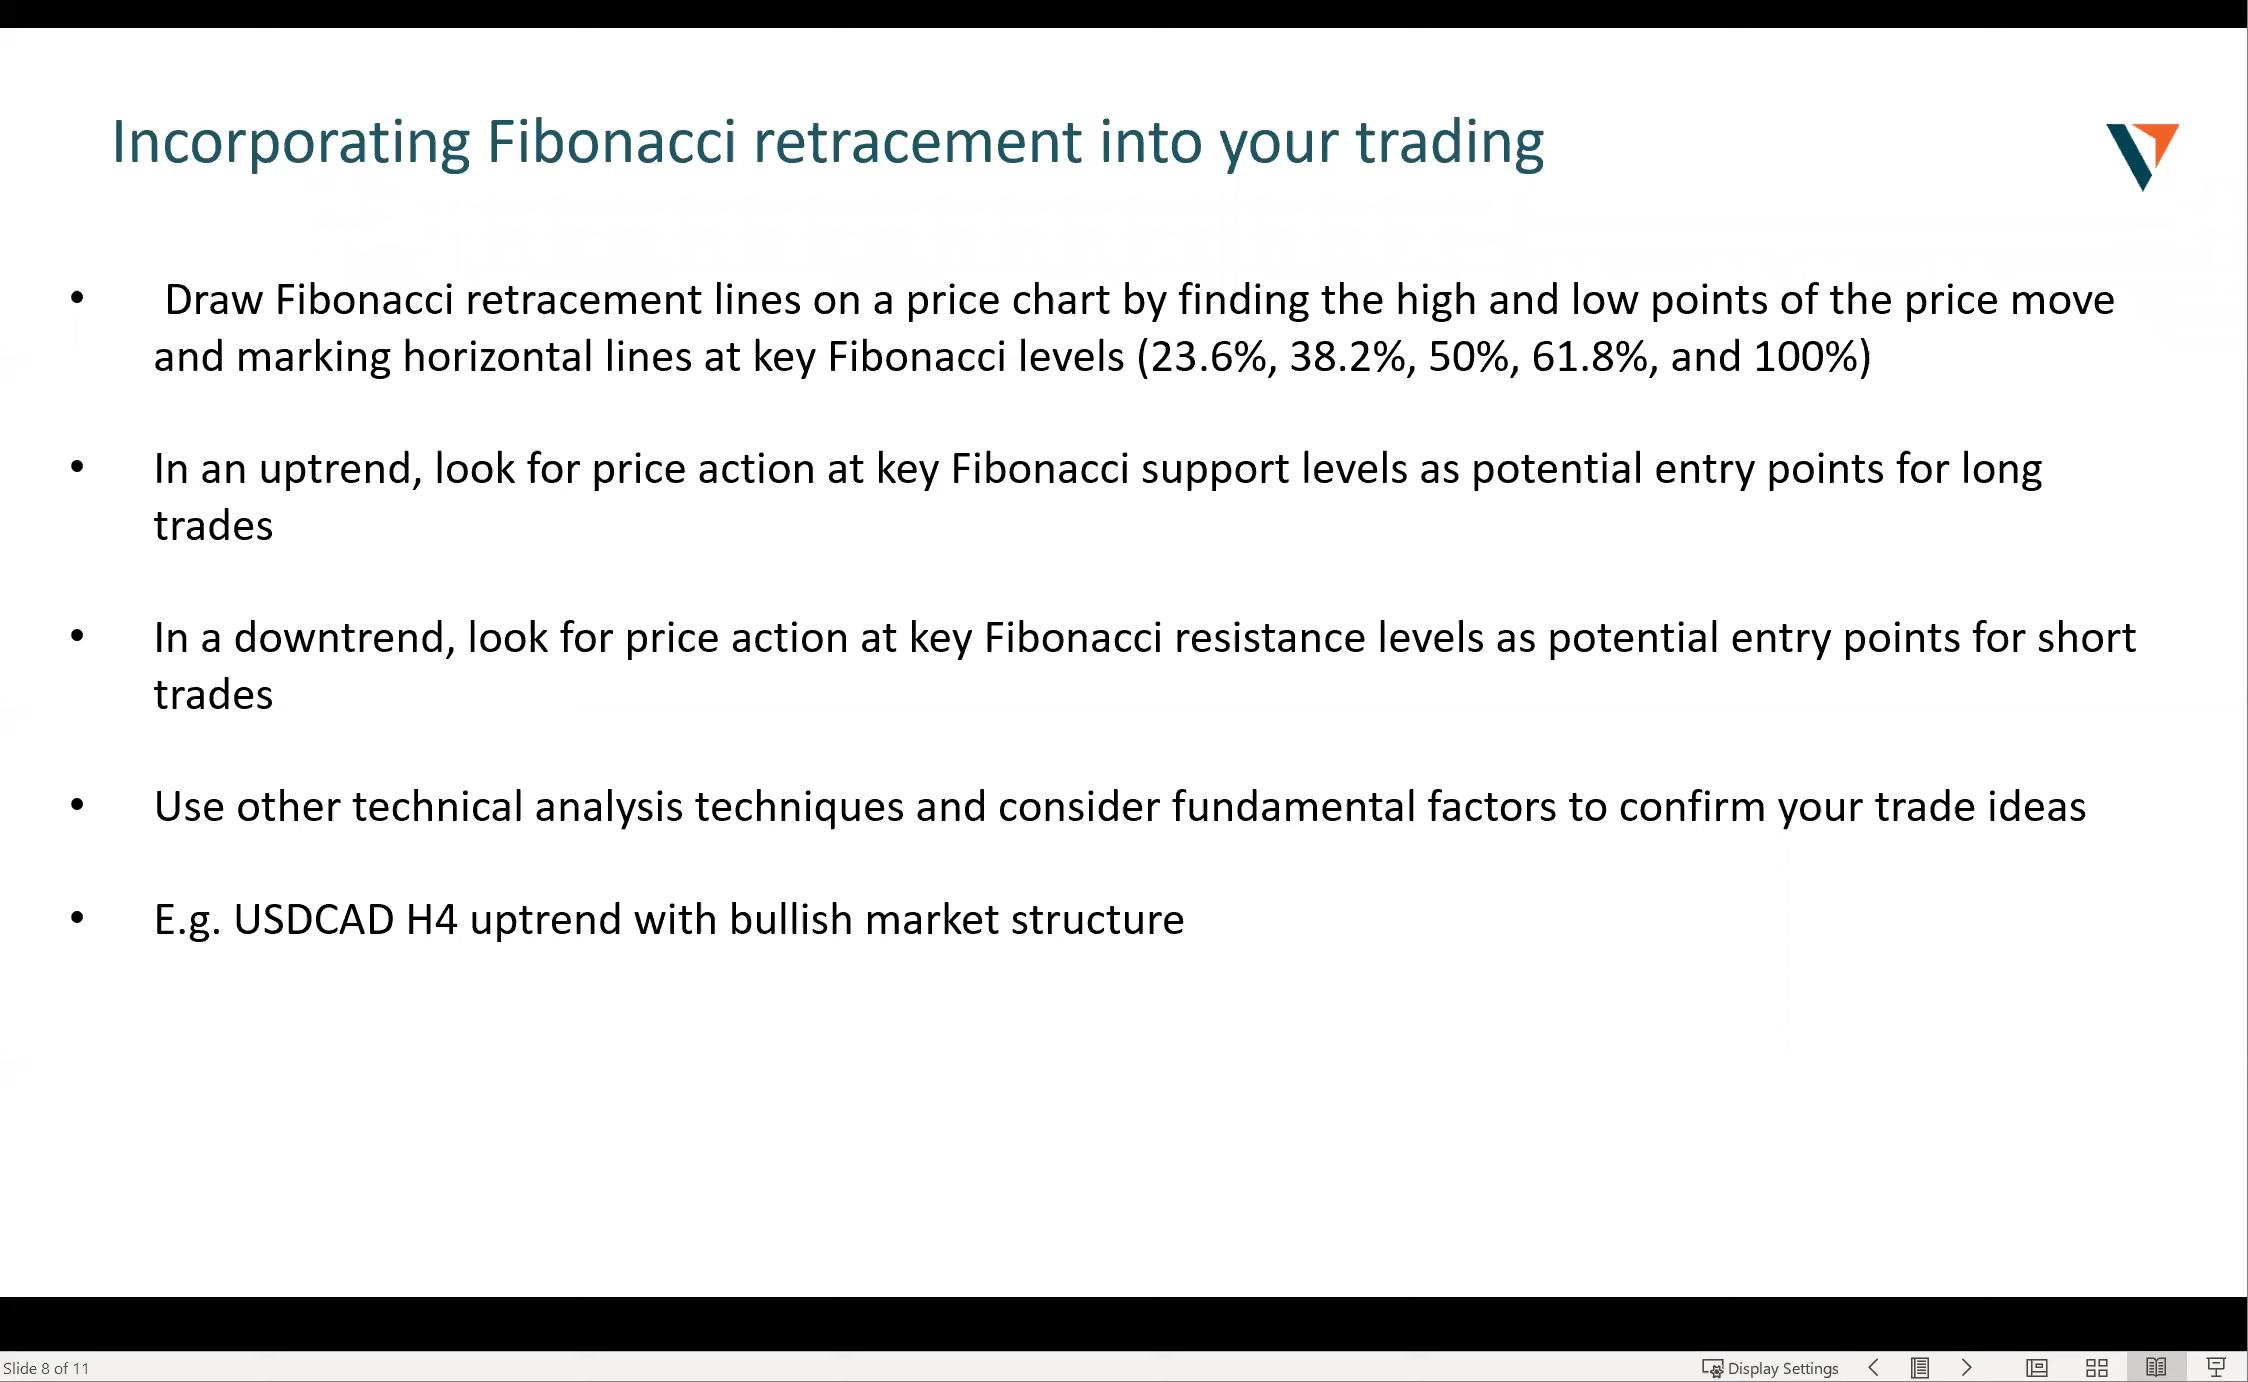 Incorporating Fibonacci retracement into your trading
• Draw Fibonacci retracement lines on a price chart by finding the high and low points of the price move
and marking horizontal lines at key Fibonacci levels (23.6%, 38.2%, 50%, 61.8%, and 100%)
• In an uptrend, look for price action at key Fibonacci support levels as potential entry points for long
trades
• In a downtrend, look for price action at key Fibonacci resistance levels as potential entry points for short
trades
• Use other technical analysis techniques and consider fundamental factors to confirm your trade ideas
• E.g. USDCAD H4 uptrend with bullish market structure
Slide 8 of 11
Display Settings